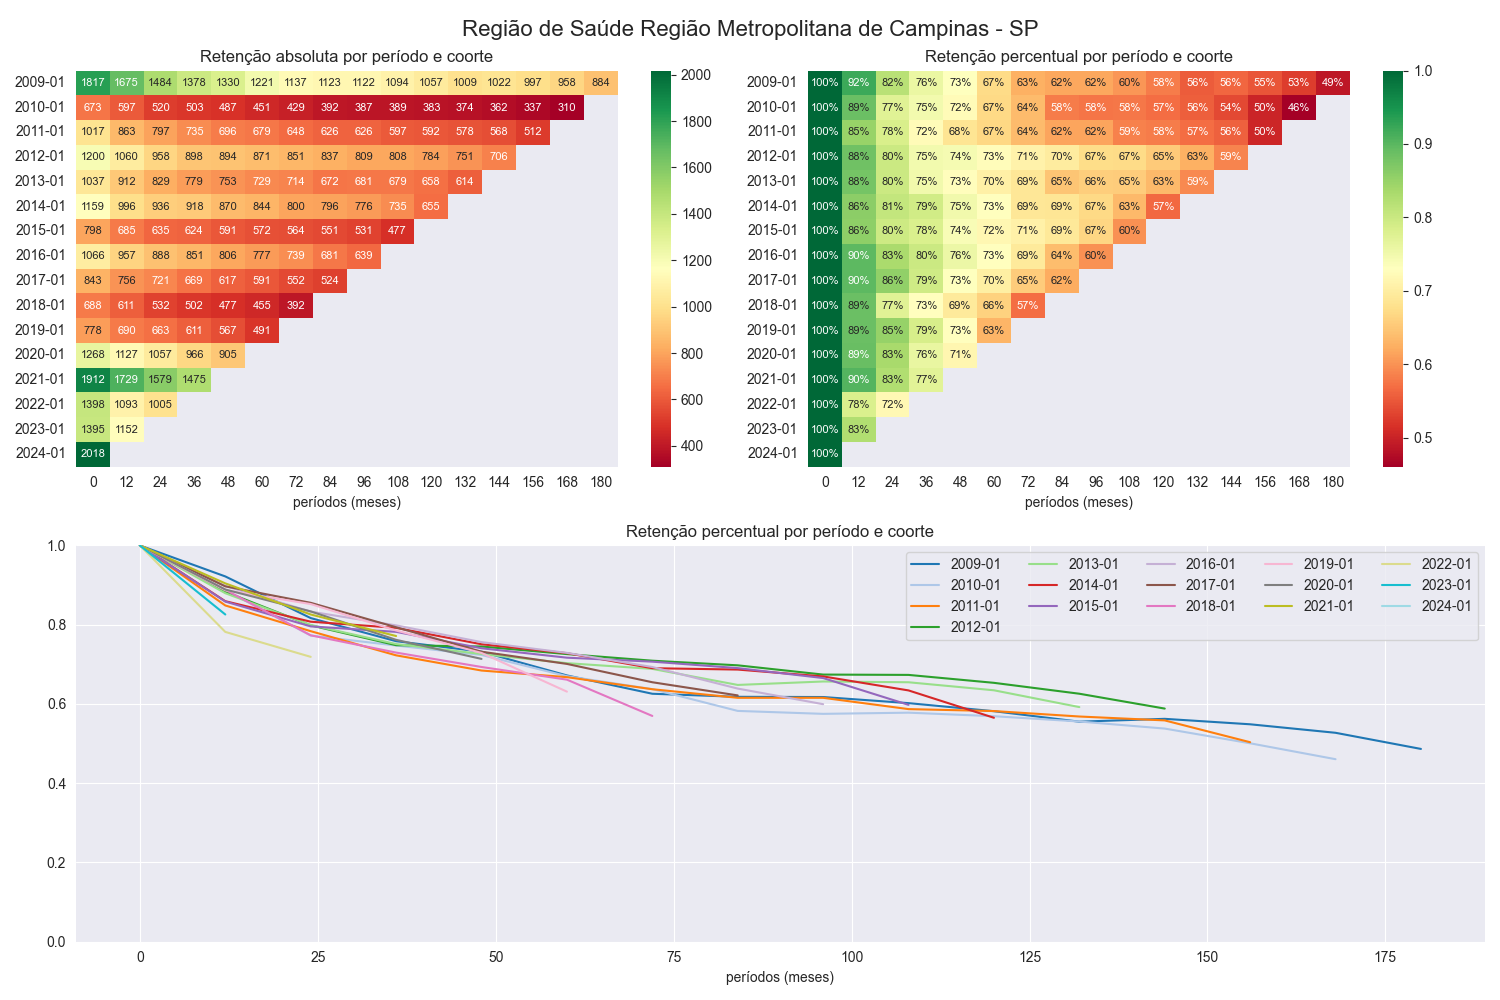 Região de Saúde Região Metropolitana de Campinas - SP
Retenção absoluta por período e coorte
2009-01 1817 1675 1484 1378 1330 1221 1137 1123 1122 1094 1057 1009 1022 997 958 884
2010-01 673 597 520 503 487 451 429 392 387 389 383 374 362 337 310
2011-01 1017 863 797 735 696 679 648 626 626 597 592 578 568 512
2012-01 1200 1060 958 898 894 871 851 837 809 808 784 751 706
2013-01 1037 912 829 779 753 729 714 672 681 679 658 614
2014-01 1159 996 936 918 870 844 800 796 776 735 655
2015-01 798 685 635 624 591 572 564 551 531 477
2016-01 1066 957 888 851 806 777 739 681 639
2017-01 843 756 721 669 617 591 552 524
2018-01 688 611 532 502 477 455 392
2019-01 778 690 663 611 567 491
2020-01 1268 1127 1057 966 905
2021-01 1912 1729 1579 1475
2022-01 1398 1093 1005
2023-01 1395 1152
2024-01 2018
0 12 24 36 48 60 72 84 96 108 120 132 144 156 168 180
períodos (meses)
2000
1800
1600
1400
1200
1000
800
600
400
Retenção percentual por período e coorte
2009-01 100% 92% 82% 76% 73% 67% 63% 62% 62% 60% 58% 56% 56% 55% 53% 49%
2010-01 100% 89% 77% 75% 72% 67% 64% 58% 58% 58% 57% 56% 54% 50% 46%
2011-01 100% 85% 78% 72% 68% 67% 64% 62% 62% 59% 58% 57% 56% 50%
2012-01 100% 88% 80% 75% 74% 73% 71% 70% 67% 67% 65% 63% 59%
2013-01 100% 88% 80% 75% 73% 70% 69% 65% 66% 65% 63% 59%
2014-01 100% 86% 81% 79% 75% 73% 69% 69% 67% 63% 57%
2015-01 100% 86% 80% 78% 74% 72% 71% 69% 67% 60%
2016-01 100% 90% 83% 80% 76% 73% 69% 64% 60%
2017-01 100% 90% 86% 79% 73% 70% 65% 62%
2018-01 100% 89% 77% 73% 69% 66% 57%
2019-01 100% 89% 85% 79% 73% 63%
2020-01 100% 89% 83% 76% 71%
2021-01 100% 90% 83% 77%
2022-01 100% 78% 72%
2023-01 100% 83%
2024-01 100%
0 12 24 36 48 60 72 84 96 108 120 132 144 156 168 180
períodos (meses)
1.0
0.9
0.8
0.7
0.6
0.5
Retenção percentual por período e coorte
1.0
0.8
0.6
0.4
0.2
0.0
2009-01 2013-01 2016-01 2019-01 2022-01
2010-01 2014-01 2017-01 2020-01 2023-01
2011-01 2015-01 2018-01 2021-01 2024-01
2012-01
0 25 50 75 100 125 150 175
períodos (meses)